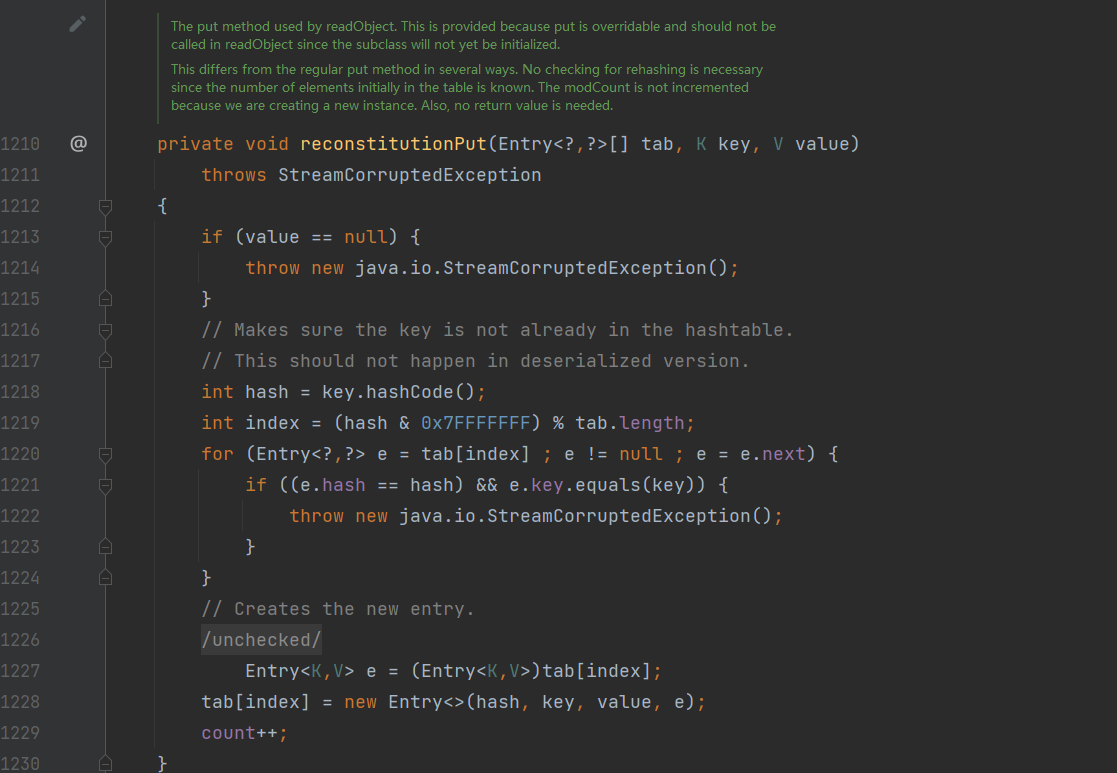 The put method used by readObject. This is provided because put is overridable and should not be
called in readObject since the subclass will not yet be initialized.
This differs from the regular put method in several ways. No checking for rehashing is necessary
since the number of elements initially in the table is known. The modCount is not incremented
because we are creating a new instance. Also, no return value is needed.
1210 @ private void reconstitutionPut(Entry<?,?>[] tab, K key, V value)
1211 throws StreamCorruptedException
1212 {
1213 if (value == null) {
1214 throw new java.io.StreamCorruptedException();
1215 }
1216 // Makes sure the key is not already in the hashtable.
1217 // This should not happen in deserialized version.
1218 int hash = key.hashCode();
1219 int index = (hash & 0x7FFFFFFF) % tab.length;
1220 for (Entry<?,?> e = tab[index] ; e != null ; e = e.next) {
1221 if ((e.hash == hash) && e.key.equals(key)) {
1222 throw new java.io.StreamCorruptedException();
1223 }
1224 }
1225 // Creates the new entry.
1226 /unchecked/
1227 Entry<K,V> e = (Entry<K,V>)tab[index];
1228 tab[index] = new Entry<>(hash, key, value, e);
1229 count++;
1230 }